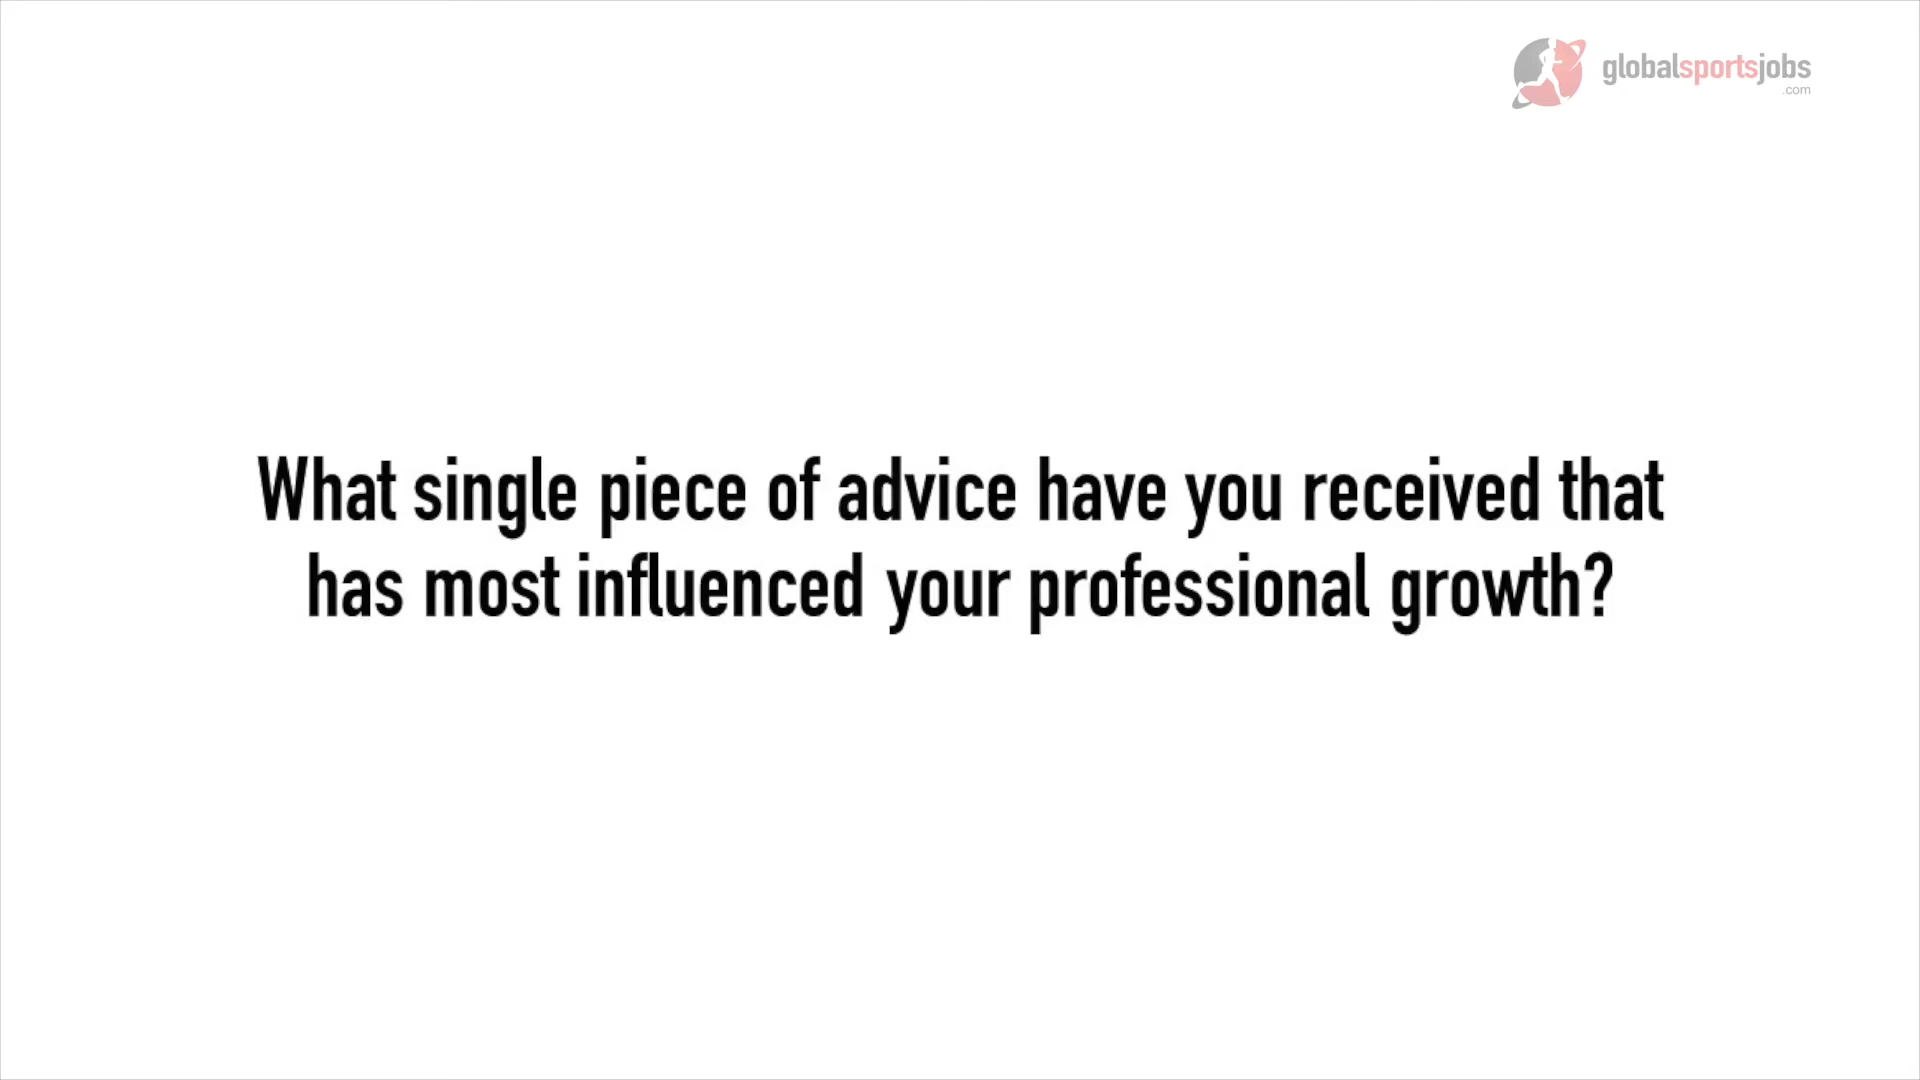 globalsportsjobs
.com
What single piece of advice have you received that
has most influenced your professional growth?